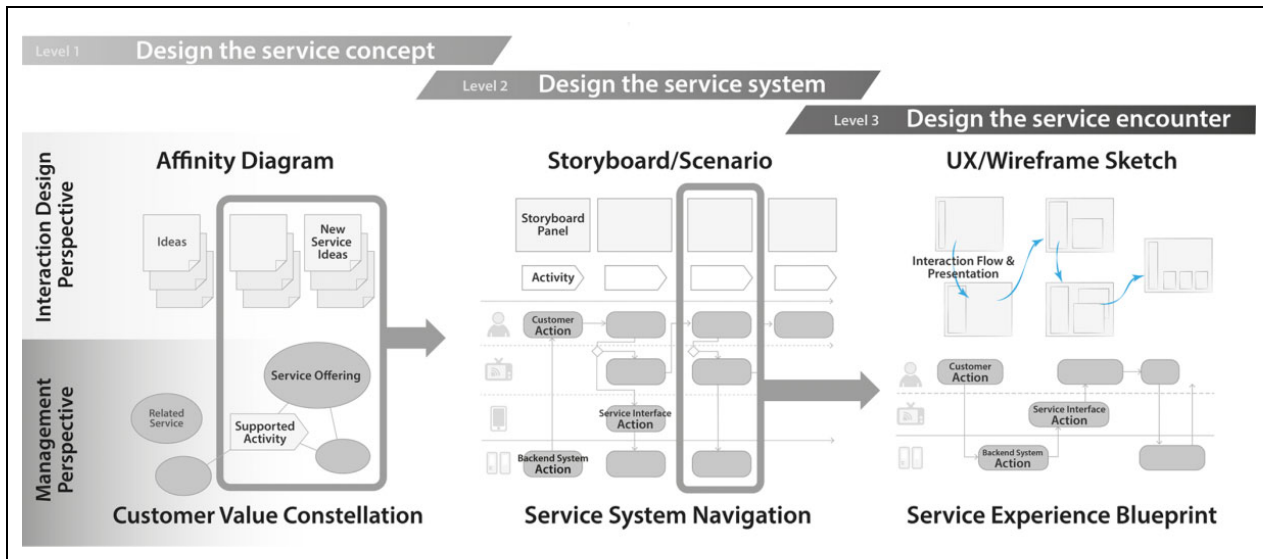 Level 1 Design the service concept
Level 2 Design the service system
Level 3 Design the service encounter
Interaction Design
Perspective
Management
Perspective
Affinity Diagram
Ideas
New
Service
Ideas
Service Offering
Related
Service
Supported
Activity
Customer Value Constellation
Storyboard/Scenario
Storyboard
Panel
Activity
Customer
Action
Service Interface
Action
Backend System
Action
Service System Navigation
UX/Wireframe Sketch
Interaction Flow &
Presentation
Customer
Action
Service Interface
Action
Backend System
Action
Service Experience Blueprint